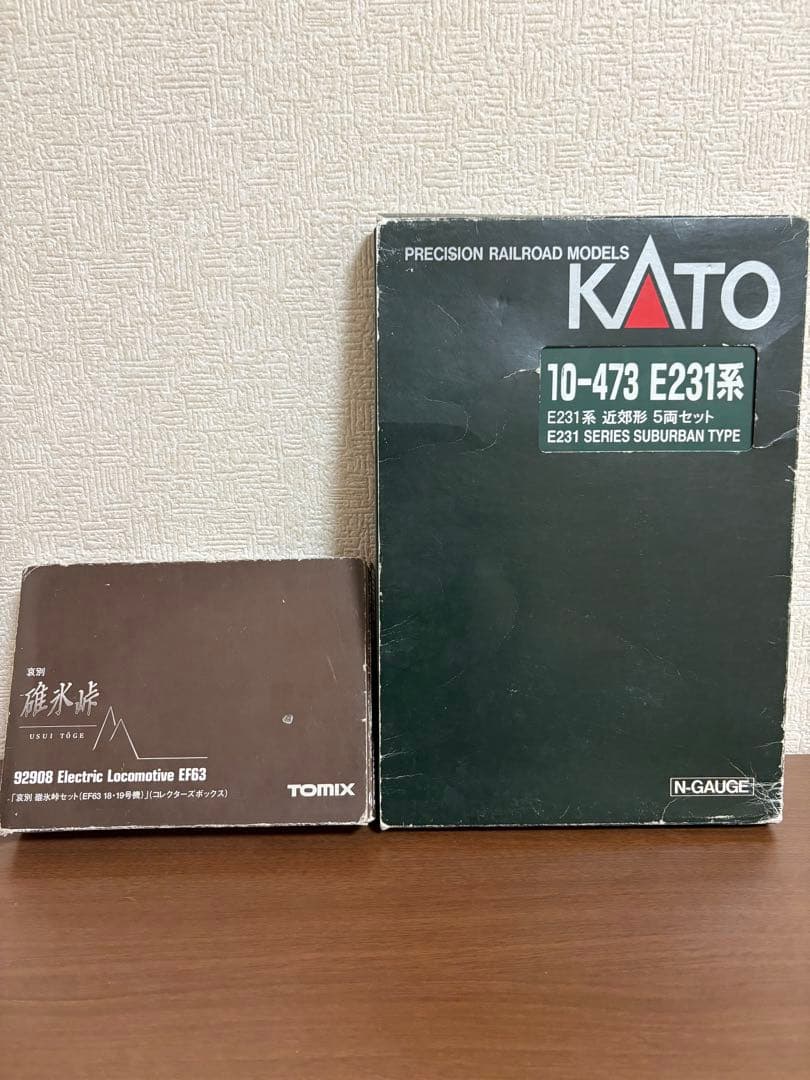 哀別
碓氷峠
USUI TŌGE
92908 Electric Locomotive EF63
「哀別 碓氷峠セット(EF63 18・19号機)」(コレクターズボックス)
TOMIX
PRECISION RAILROAD MODELS
KATO
10-473 E231系
E231系 近郊形 5両セット
E231 SERIES SUBURBAN TYPE
N-GAUGE